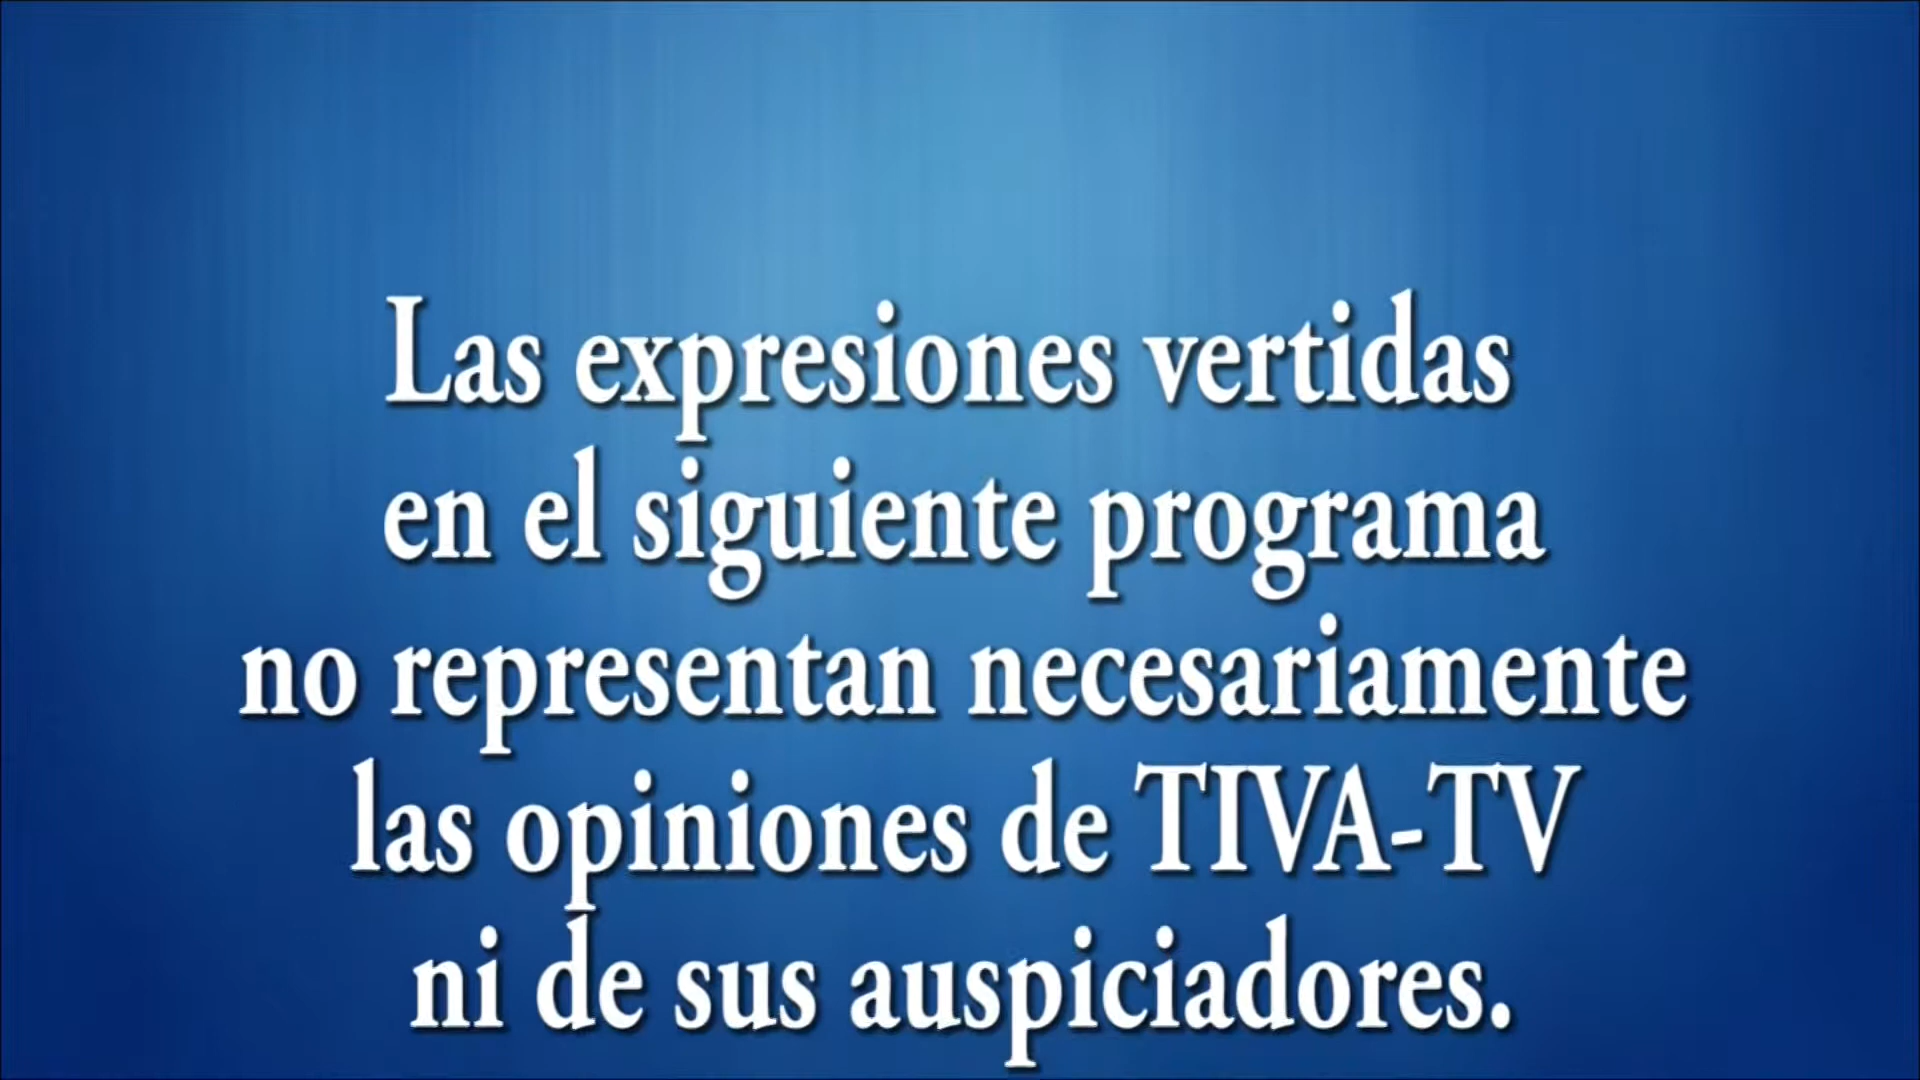 Las expresiones vertidas
en el siguiente programa
no representan necesariamente
las opiniones de TIVA-TV
ni de sus auspiciadores.